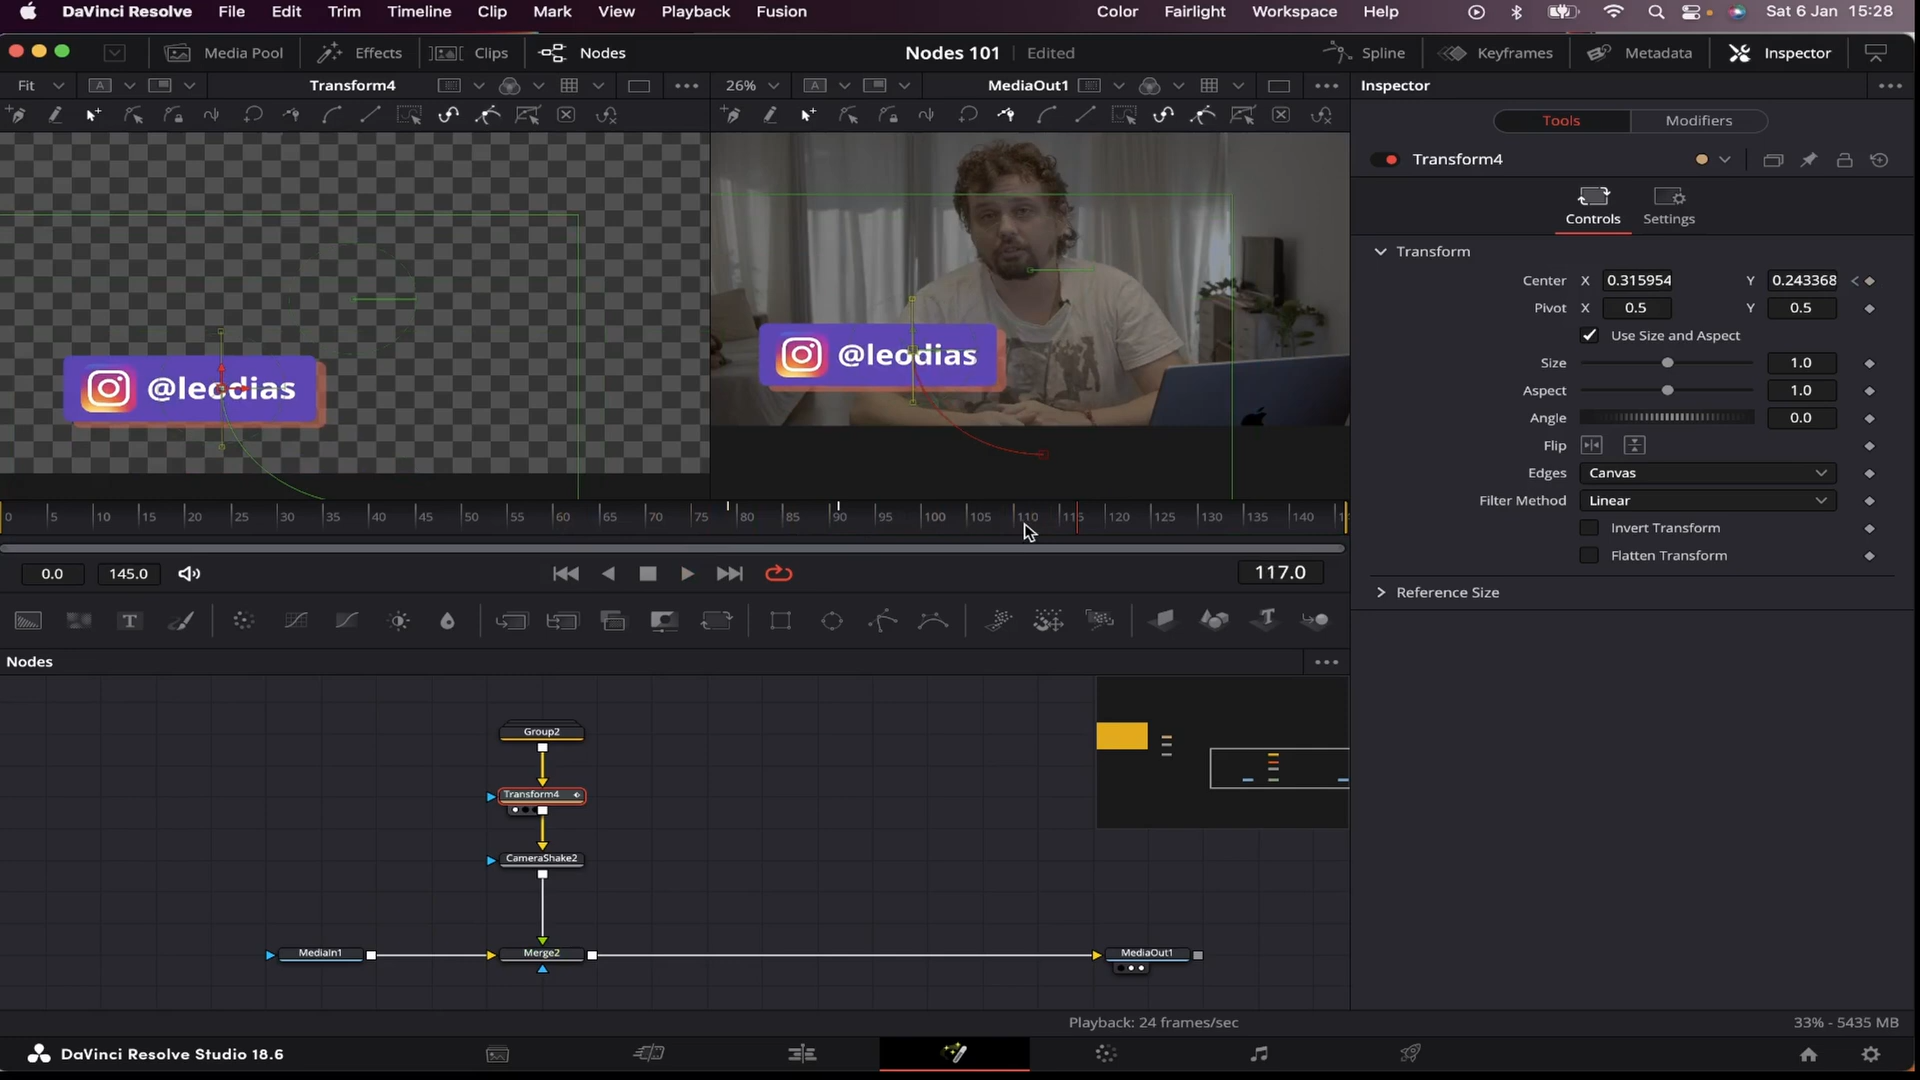 DaVinci Resolve File Edit Trim Timeline Clip Mark View Playback Fusion Color Fairlight Workspace Help Sat 6 Jan 15:28
Media Pool Effects Clips Nodes Nodes 101 Edited Spline Keyframes Metadata Inspector
Fit A Transform4 26% A MediaOut1 Inspector
Tools Modifiers
Transform4
Controls Settings
Transform
Center X 0.315954 Y 0.243368
Pivot X 0.5 Y 0.5
Use Size and Aspect
Size 1.0
Aspect 1.0
Angle 0.0
Flip
Edges Canvas
Filter Method Linear
Invert Transform
Flatten Transform
Reference Size
@leodias
@leodias
0 5 10 15 20 25 30 35 40 45 50 55 60 65 70 75 80 85 90 95 100 105 110 115 120 125 130 135 140
0.0 145.0 117.0
T T
Nodes
Group2
Transform4
CameraShake2
MediaIn1 Merge2 MediaOut1
Playback: 24 frames/sec 33% - 5435 MB
DaVinci Resolve Studio 18.6